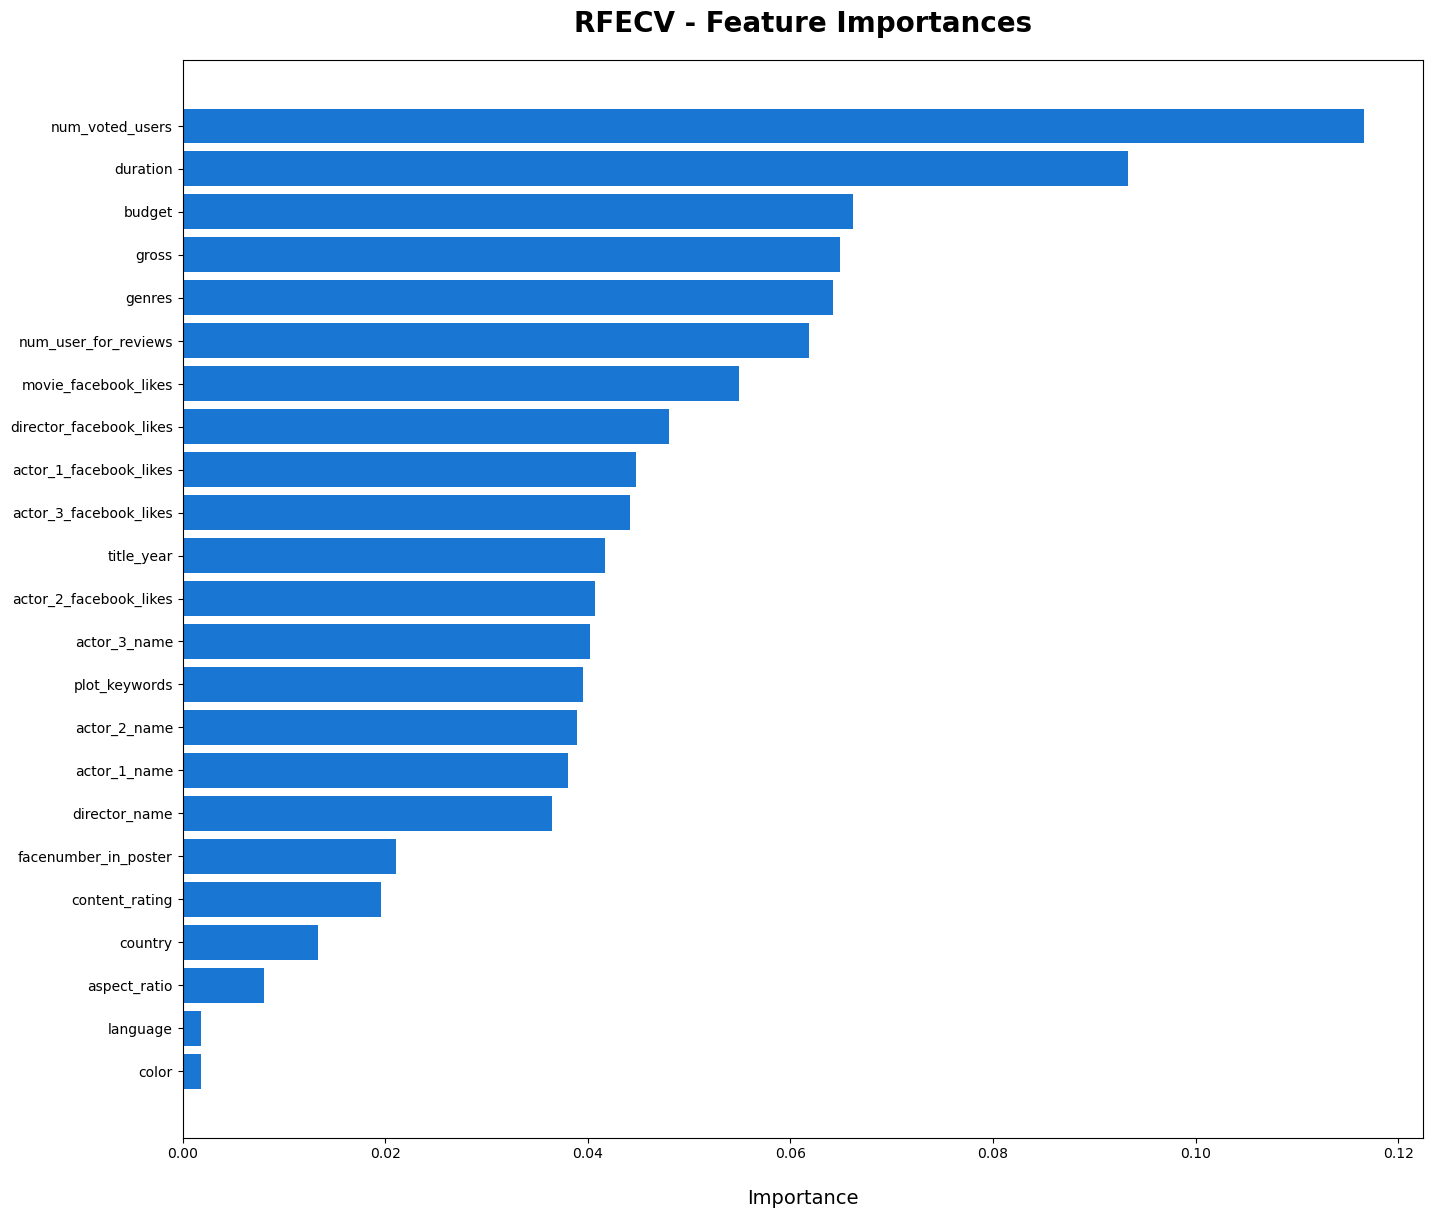 RFECV - Feature Importances
num_voted_users
duration
budget
gross
genres
num_user_for_reviews
movie_facebook_likes
director_facebook_likes
actor_1_facebook_likes
actor_3_facebook_likes
title_year
actor_2_facebook_likes
actor_3_name
plot_keywords
actor_2_name
actor_1_name
director_name
facenumber_in_poster
content_rating
country
aspect_ratio
language
color
0.00 0.02 0.04 0.06 0.08 0.10 0.12
Importance